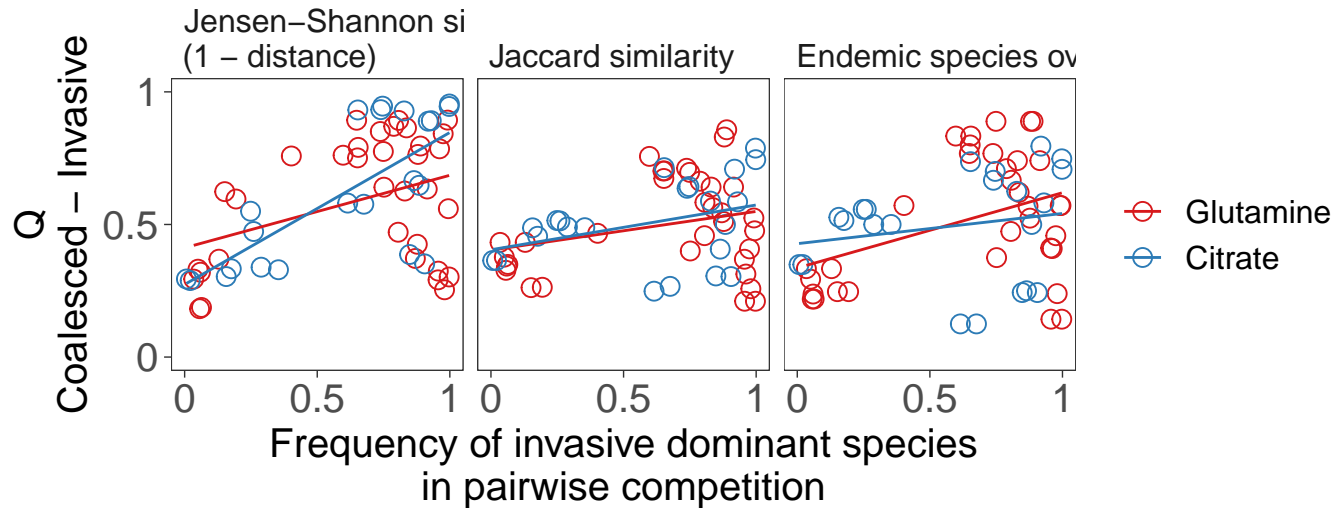 Jensen–Shannon si
(1 − distance)
Jaccard similarity
Endemic species ov
Q
Coalesced – Invasive
1
0.5
0
0 0.5 1
0 0.5 1
0 0.5 1
Frequency of invasive dominant species
in pairwise competition
Glutamine
Citrate